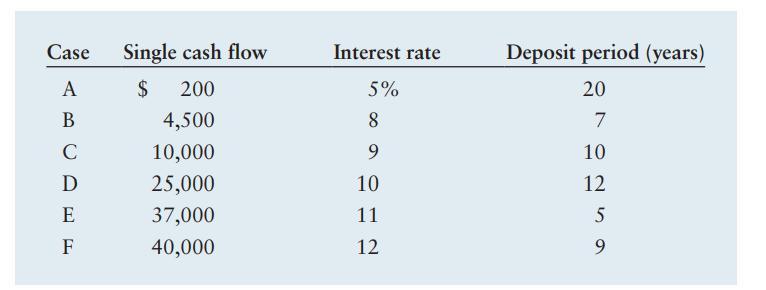 Case Single cash flow Interest rate Deposit period (years)
A $ 200 5% 20
B 4,500 8 7
C 10,000 9 10
D 25,000 10 12
E 37,000 11 5
F 40,000 12 9